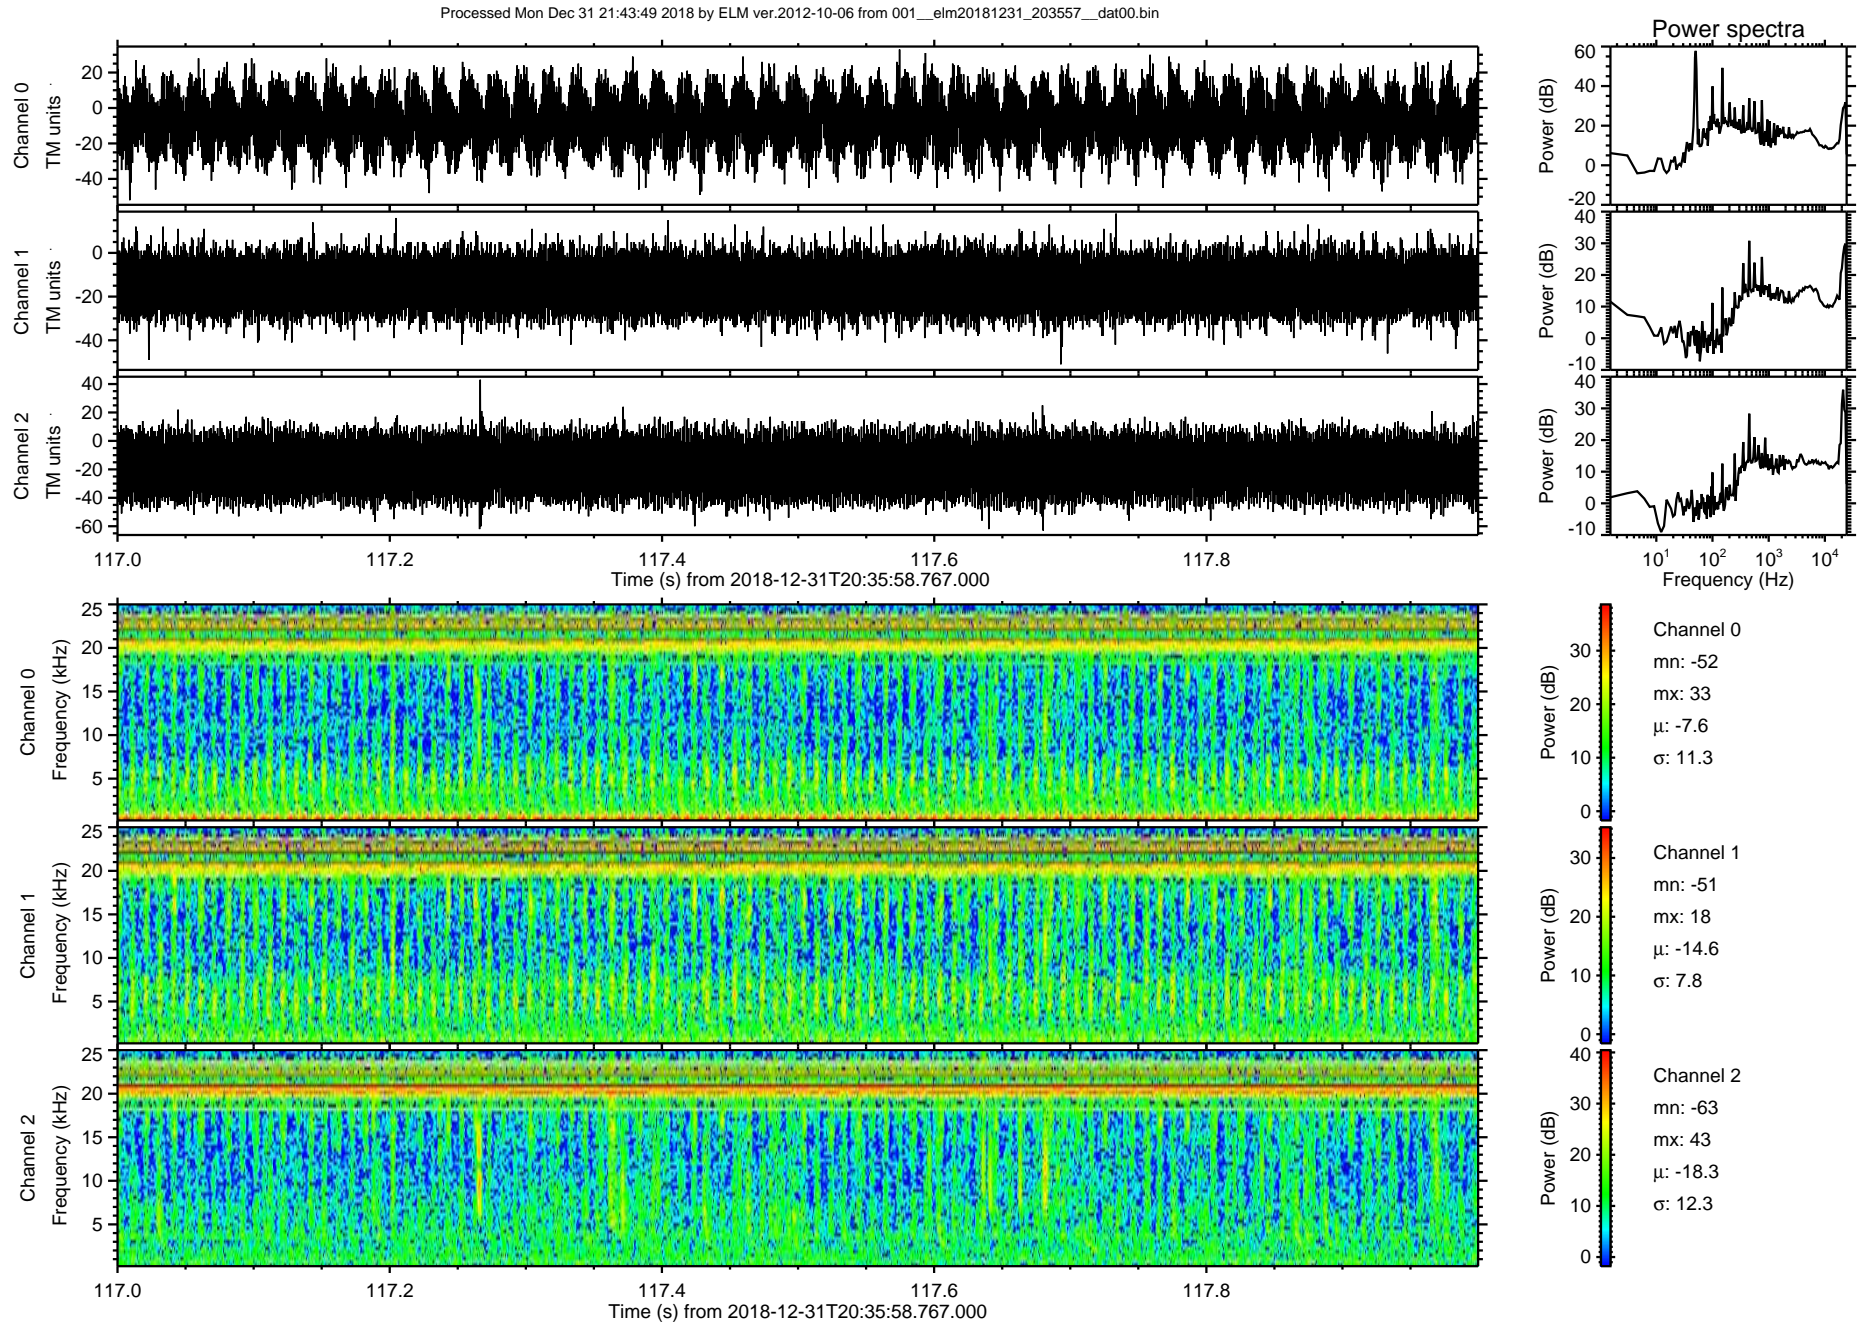 Processed Mon Dec 31 21:43:49 2018 by ELM ver.2012-10-06 from 001__elm20181231_203557__dat00.bin
Power spectra
Channel 0
TM units
20
0
-20
-40
Power (dB)
60
40
20
0
-20
Channel 1
TM units
0
-20
-40
Power (dB)
40
30
20
10
0
-10
Channel 2
TM units
40
20
0
-20
-40
-60
Power (dB)
40
30
20
10
0
-10
117.0 117.2 117.4 117.6 117.8
Time (s) from 2018-12-31T20:35:58.767.000
10^1 10^2 10^3 10^4
Frequency (Hz)
Channel 0
Frequency (kHz)
25
20
15
10
5
Power (dB)
30
20
10
0
Channel 0
mn: -52
mx: 33
μ: -7.6
σ: 11.3
Channel 1
Frequency (kHz)
25
20
15
10
5
Power (dB)
30
20
10
0
Channel 1
mn: -51
mx: 18
μ: -14.6
σ: 7.8
Channel 2
Frequency (kHz)
25
20
15
10
5
Power (dB)
40
30
20
10
0
Channel 2
mn: -63
mx: 43
μ: -18.3
σ: 12.3
117.0 117.2 117.4 117.6 117.8
Time (s) from 2018-12-31T20:35:58.767.000